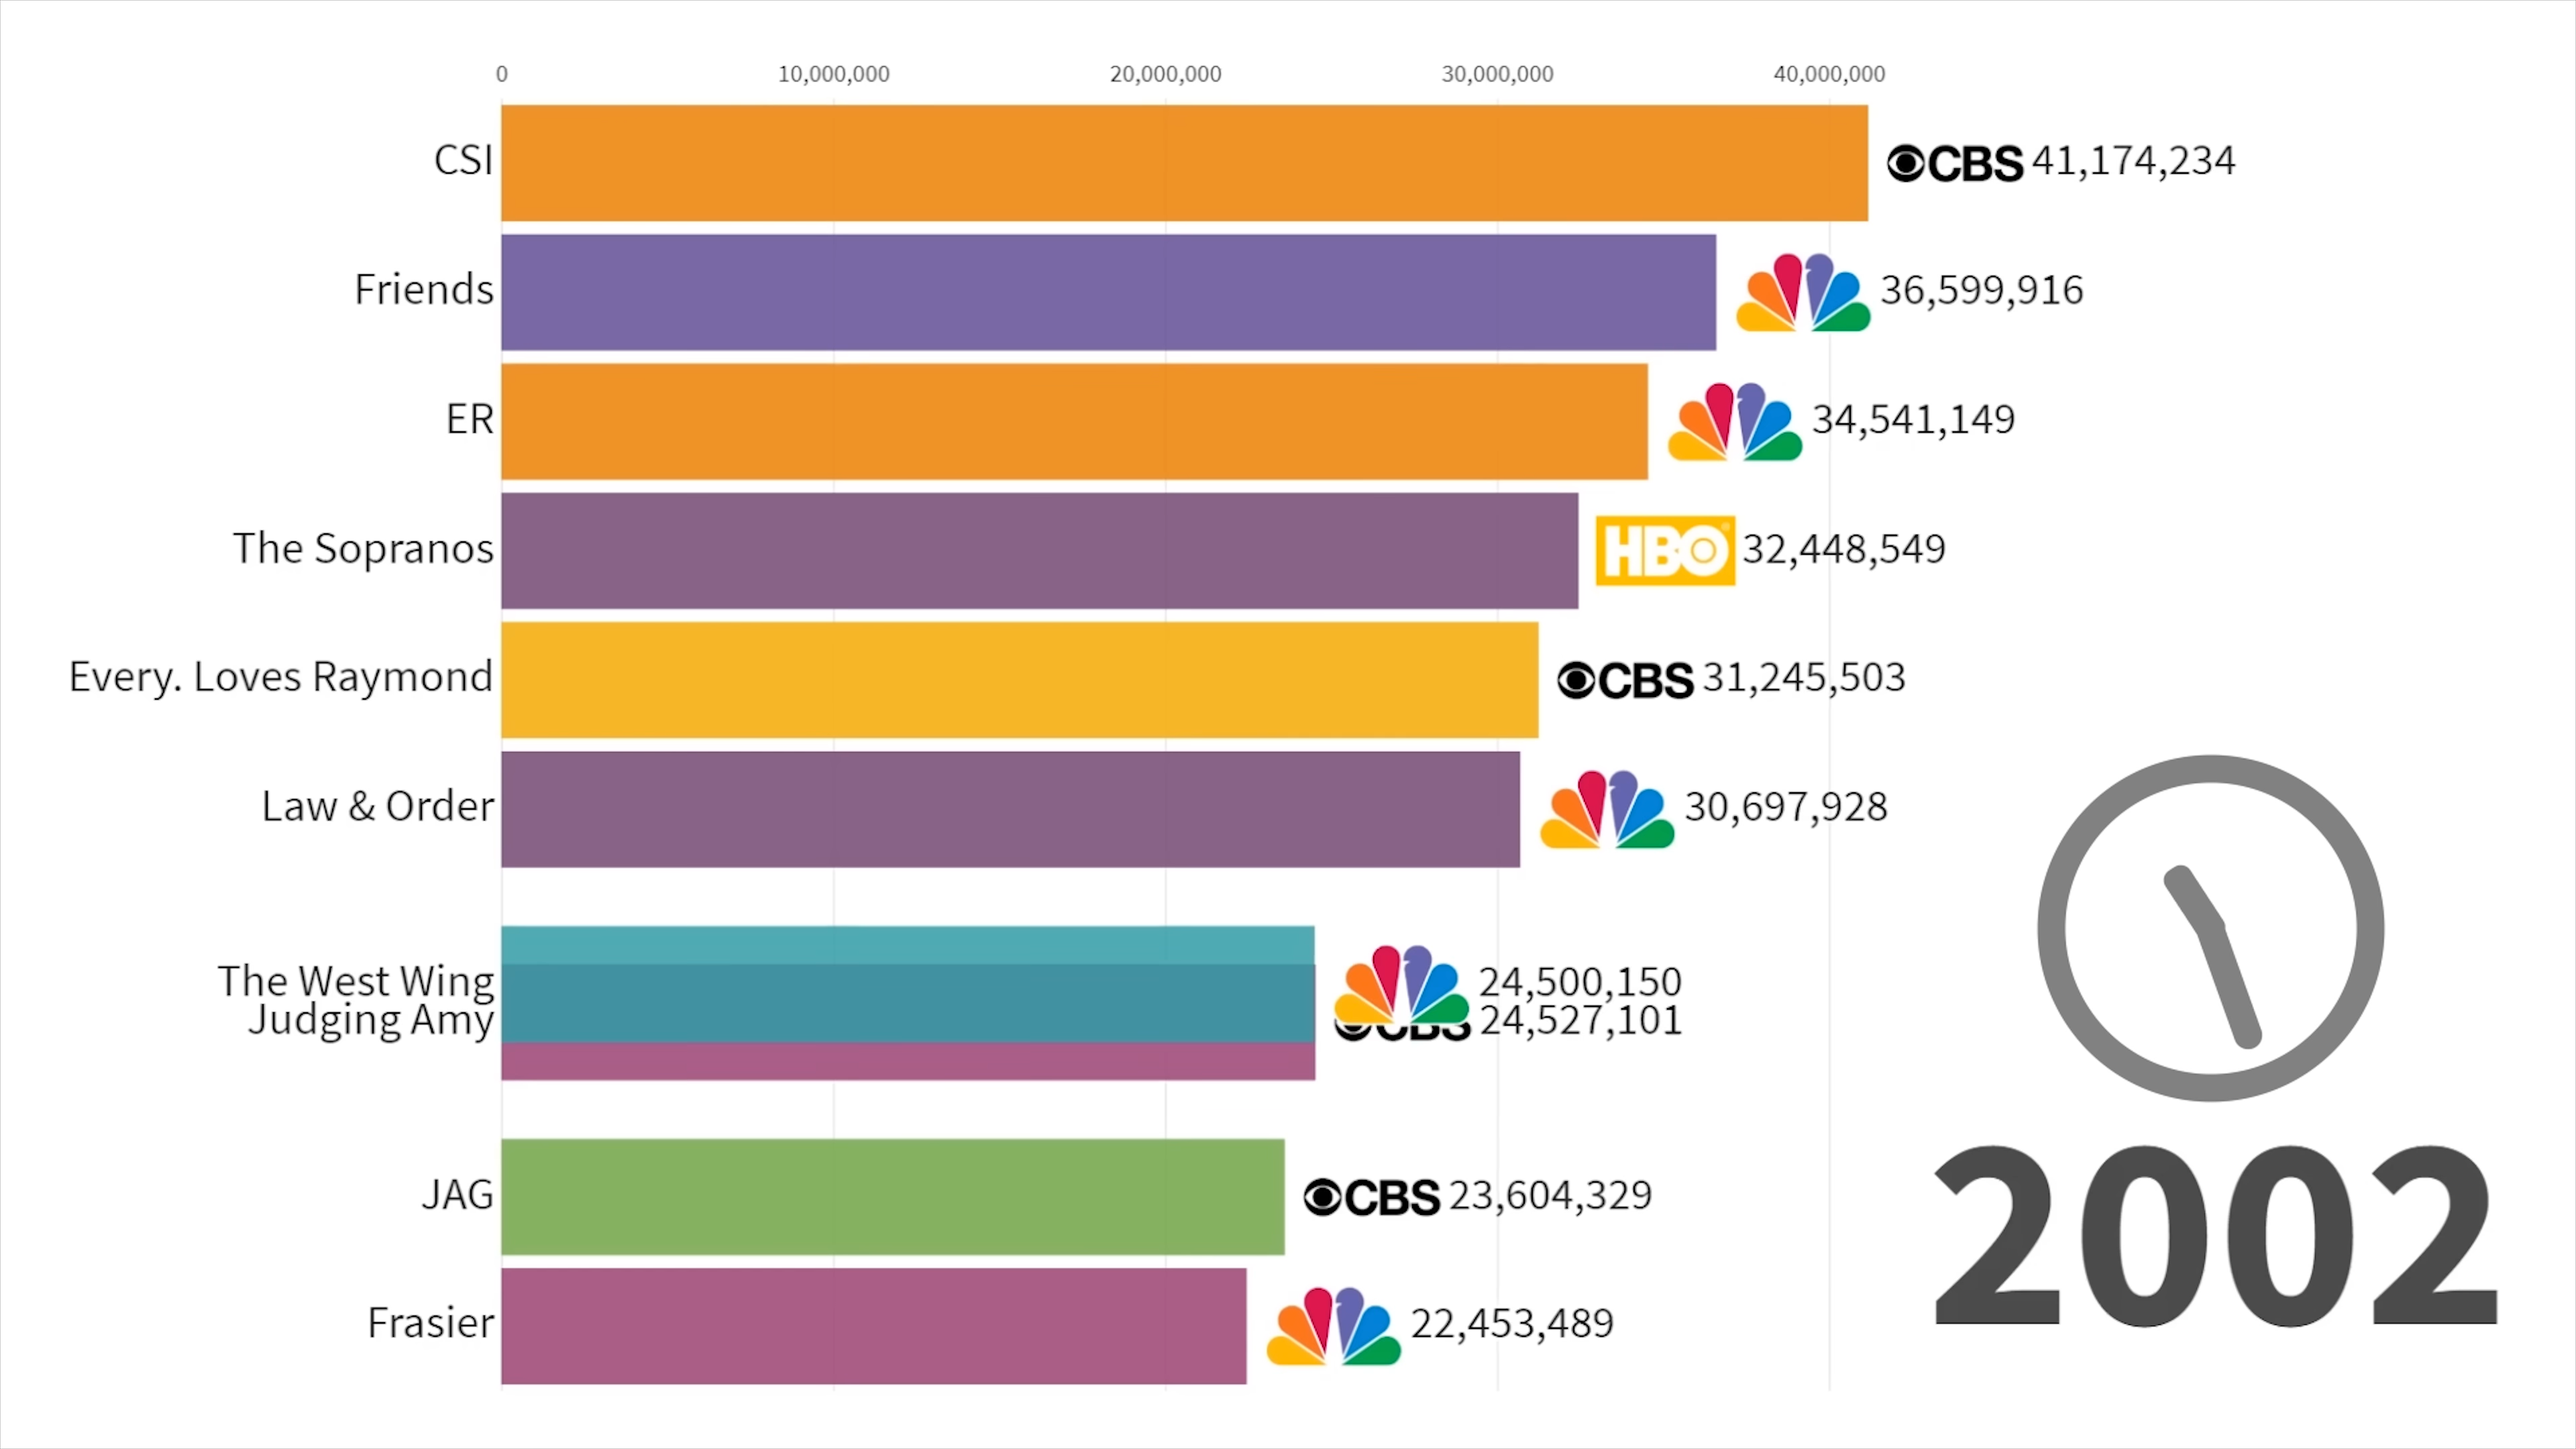 0 10,000,000 20,000,000 30,000,000 40,000,000
CSI CBS 41,174,234
Friends 36,599,916
ER 34,541,149
The Sopranos HBO 32,448,549
Every. Loves Raymond CBS 31,245,503
Law & Order 30,697,928
The West Wing 24,500,150
Judging Amy CBS 24,527,101
JAG CBS 23,604,329
Frasier 22,453,489
2002